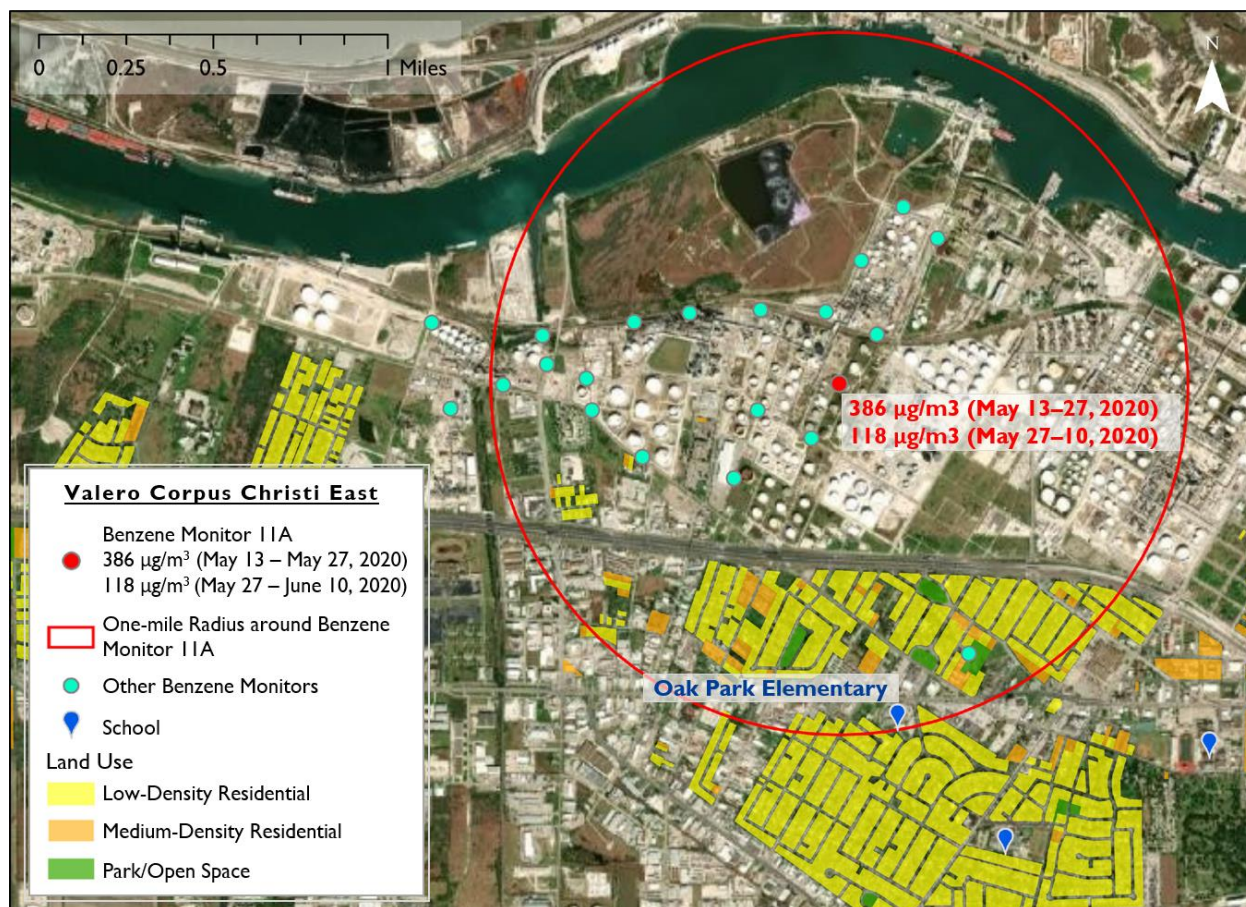 0 0.25 0.5 1 Miles
N
386 µg/m3 (May 13–27, 2020)
118 µg/m3 (May 27–10, 2020)
Oak Park Elementary
Valero Corpus Christi East
Benzene Monitor 11A
386 µg/m³ (May 13 – May 27, 2020)
118 µg/m³ (May 27 – June 10, 2020)
One-mile Radius around Benzene
Monitor 11A
Other Benzene Monitors
School
Land Use
Low-Density Residential
Medium-Density Residential
Park/Open Space